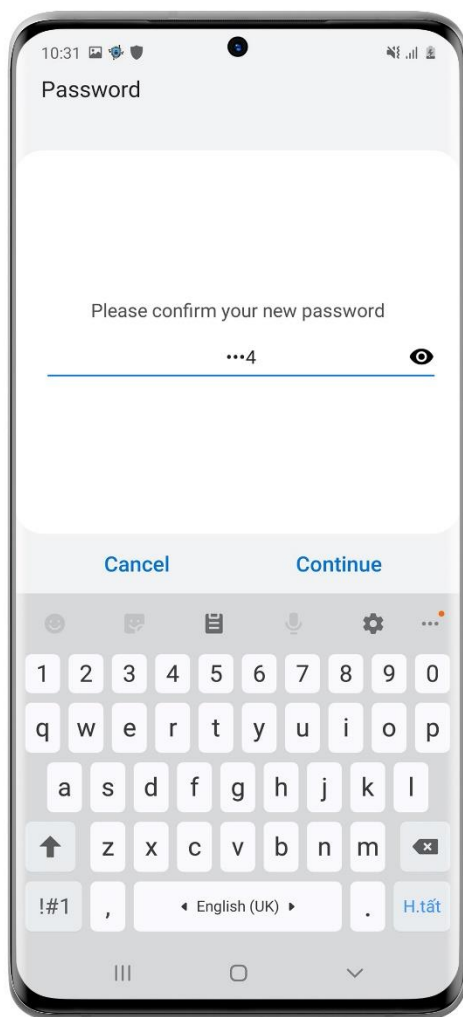 10:31
Password
Please confirm your new password
•••4
Cancel Continue
1 2 3 4 5 6 7 8 9 0
q w e r t y u i o p
a s d f g h j k l
z x c v b n m
!#1 , English (UK) . H.tất